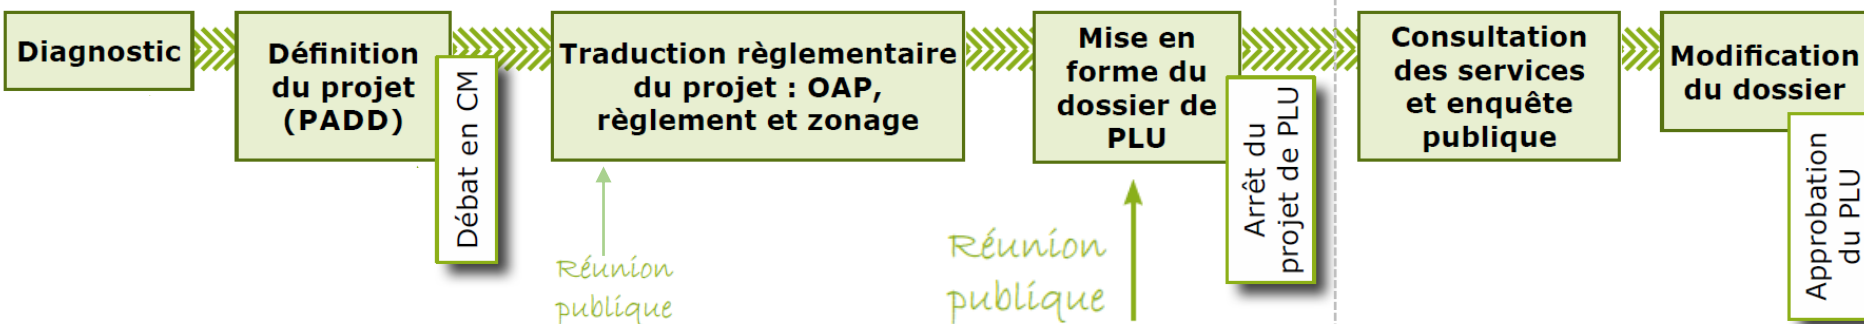 Diagnostic
Définition
du projet
(PADD)
Débat en CM
Traduction règlementaire
du projet : OAP,
règlement et zonage
Réunion
publique
Mise en
forme du
dossier de
PLU
Réunion
publique
Arrêt du
projet de PLU
Consultation
des services
et enquête
publique
Modification
du dossier
Approbation
du PLU